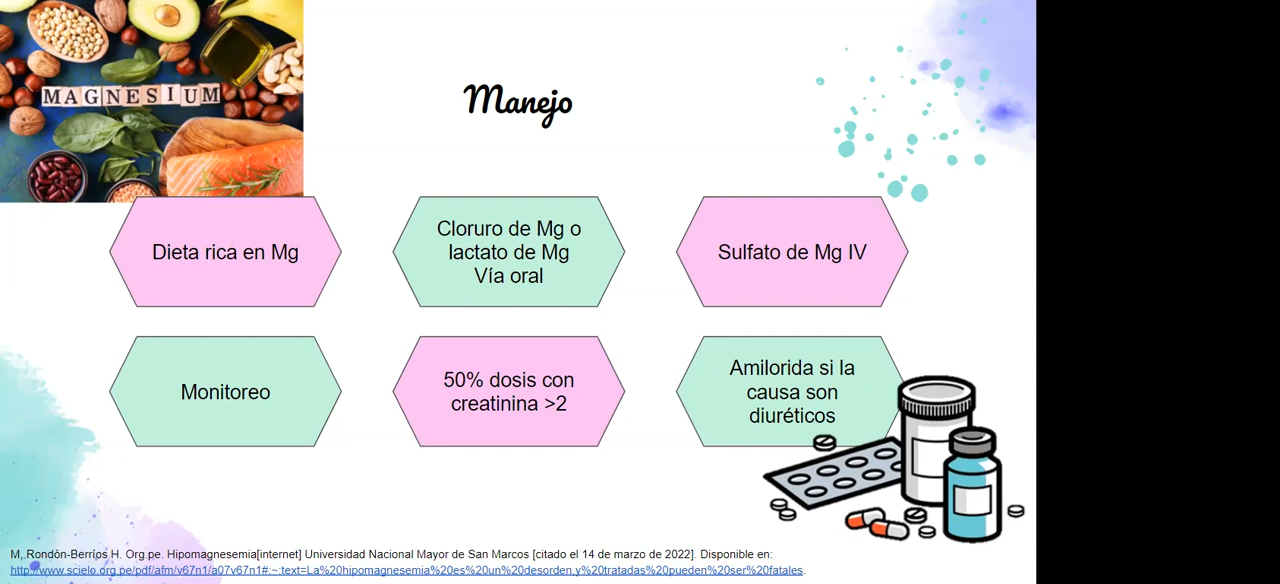 MAGNESIUM
Manejo
Dieta rica en Mg
Cloruro de Mg o
lactato de Mg
Vía oral
Sulfato de Mg IV
Monitoreo
50% dosis con
creatinina >2
Amilorida si la
causa son
diuréticos
M,.Rondón-Berríos H. Org.pe. Hipomagnesemia[internet] Universidad Nacional Mayor de San Marcos [citado el 14 de marzo de 2022]. Disponible en:
http://www.scielo.org.pe/pdf/afm/v67n1/a07v67n1#:~:text=La%20hipomagnesemia%20es%20un%20desorden,y%20tratadas%20pueden%20ser%20fatales.